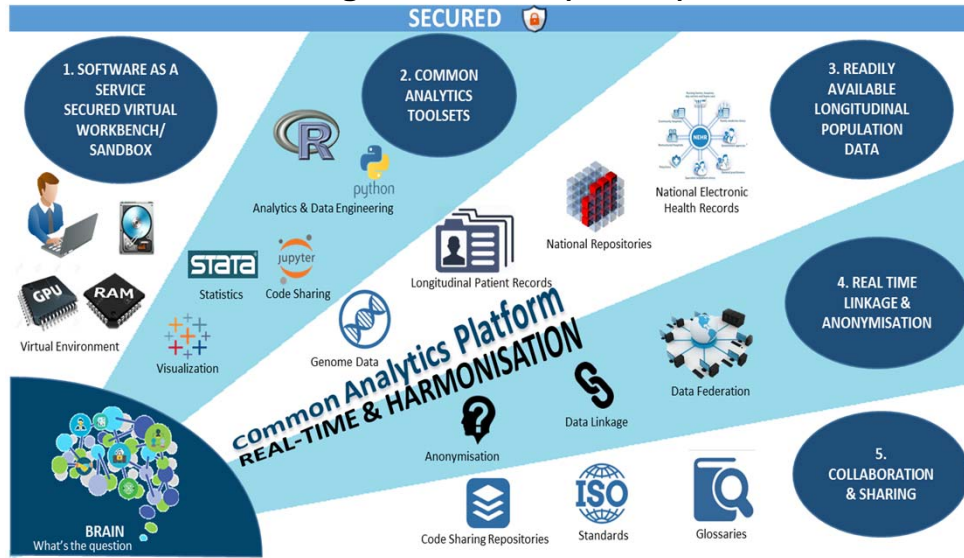 SECURED
1. SOFTWARE AS A
SERVICE
SECURED VIRTUAL
WORKBENCH/
SANDBOX
GPU
RAM
Virtual Environment
2. COMMON
ANALYTICS
TOOLSETS
R
python
Analytics & Data Engineering
STATA
Statistics
jupyter
Code Sharing
Visualization
3. READILY
AVAILABLE
LONGITUDINAL
POPULATION
DATA
NEHR
National Electronic
Health Records
National Repositories
Longitudinal Patient Records
Genome Data
Common Analytics Platform
REAL-TIME & HARMONISATION
4. REAL TIME
LINKAGE &
ANONYMISATION
Data Federation
Data Linkage
?
Anonymisation
5.
COLLABORATION
& SHARING
Code Sharing Repositories
ISO
Standards
Glossaries
BRAIN
What's the question